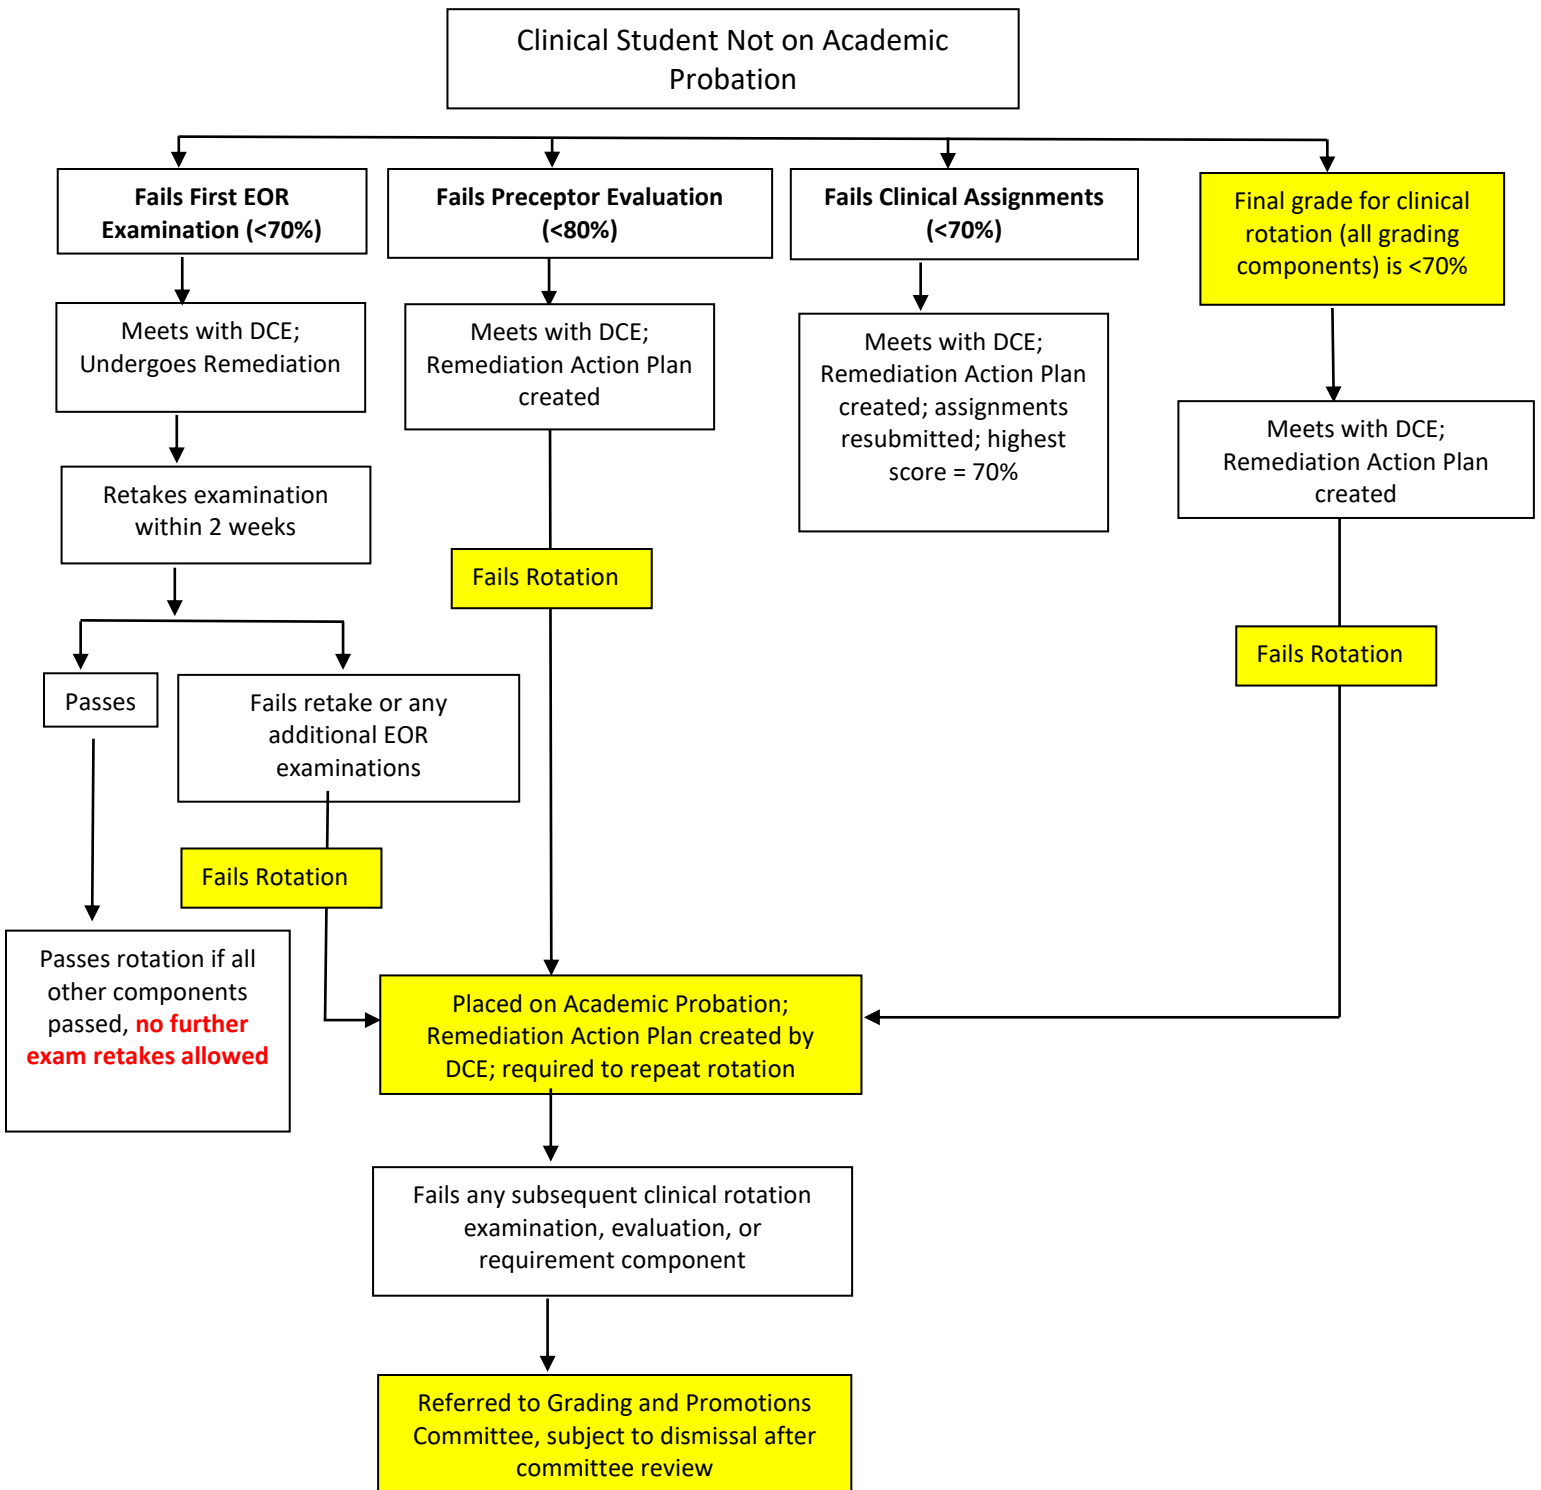 Clinical Student Not on Academic
Probation
Fails First EOR
Examination (<70%)
Fails Preceptor Evaluation
(<80%)
Fails Clinical Assignments
(<70%)
Final grade for clinical
rotation (all grading
components) is <70%
Meets with DCE;
Undergoes Remediation
Meets with DCE;
Remediation Action Plan
created
Meets with DCE;
Remediation Action Plan
created; assignments
resubmitted; highest
score = 70%
Meets with DCE;
Remediation Action Plan
created
Retakes examination
within 2 weeks
Fails Rotation
Fails Rotation
Passes
Fails retake or any
additional EOR
examinations
Fails Rotation
Passes rotation if all
other components
passed, no further
exam retakes allowed
Placed on Academic Probation;
Remediation Action Plan created by
DCE; required to repeat rotation
Fails any subsequent clinical rotation
examination, evaluation, or
requirement component
Referred to Grading and Promotions
Committee, subject to dismissal after
committee review